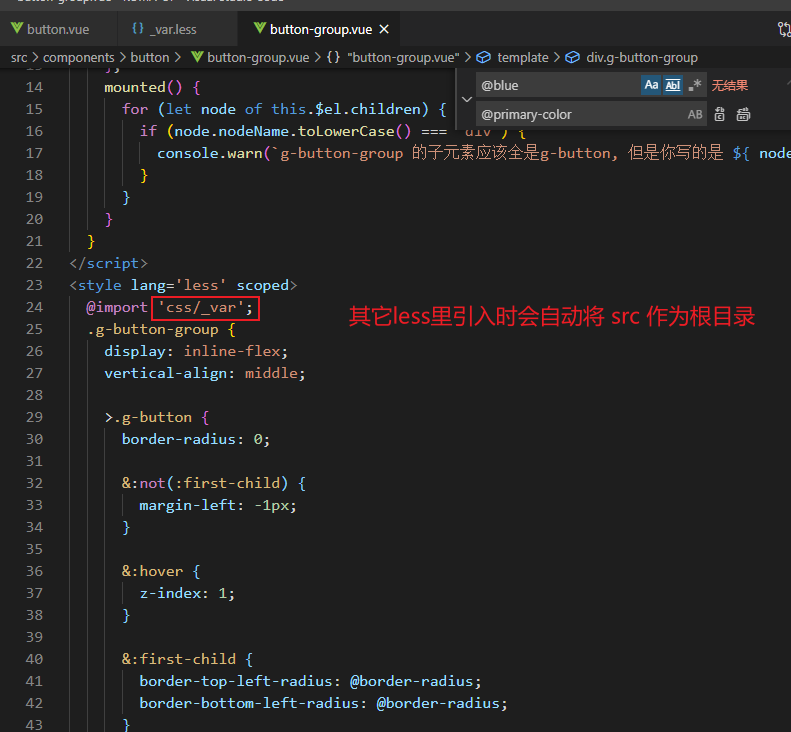 button.vue
{} _var.less
button-group.vue ×
src > components > button > button-group.vue > {} "button-group.vue" > template > div.g-button-group
@blue Aa Abl .* 无结果
@primary-color AB
14 mounted() {
15 for (let node of this.$el.children) {
16 if (node.nodeName.toLowerCase() === 'div') {
17 console.warn(`g-button-group 的子元素应该全是g-button, 但是你写的是 ${ node
18 }
19 }
20 }
21 }
22 </script>
23 <style lang='less' scoped>
24 @import 'css/_var';
其它less里引入时会自动将 src 作为根目录
25 .g-button-group {
26 display: inline-flex;
27 vertical-align: middle;
28
29 >.g-button {
30 border-radius: 0;
31
32 &:not(:first-child) {
33 margin-left: -1px;
34 }
35
36 &:hover {
37 z-index: 1;
38 }
39
40 &:first-child {
41 border-top-left-radius: @border-radius;
42 border-bottom-left-radius: @border-radius;
43 }